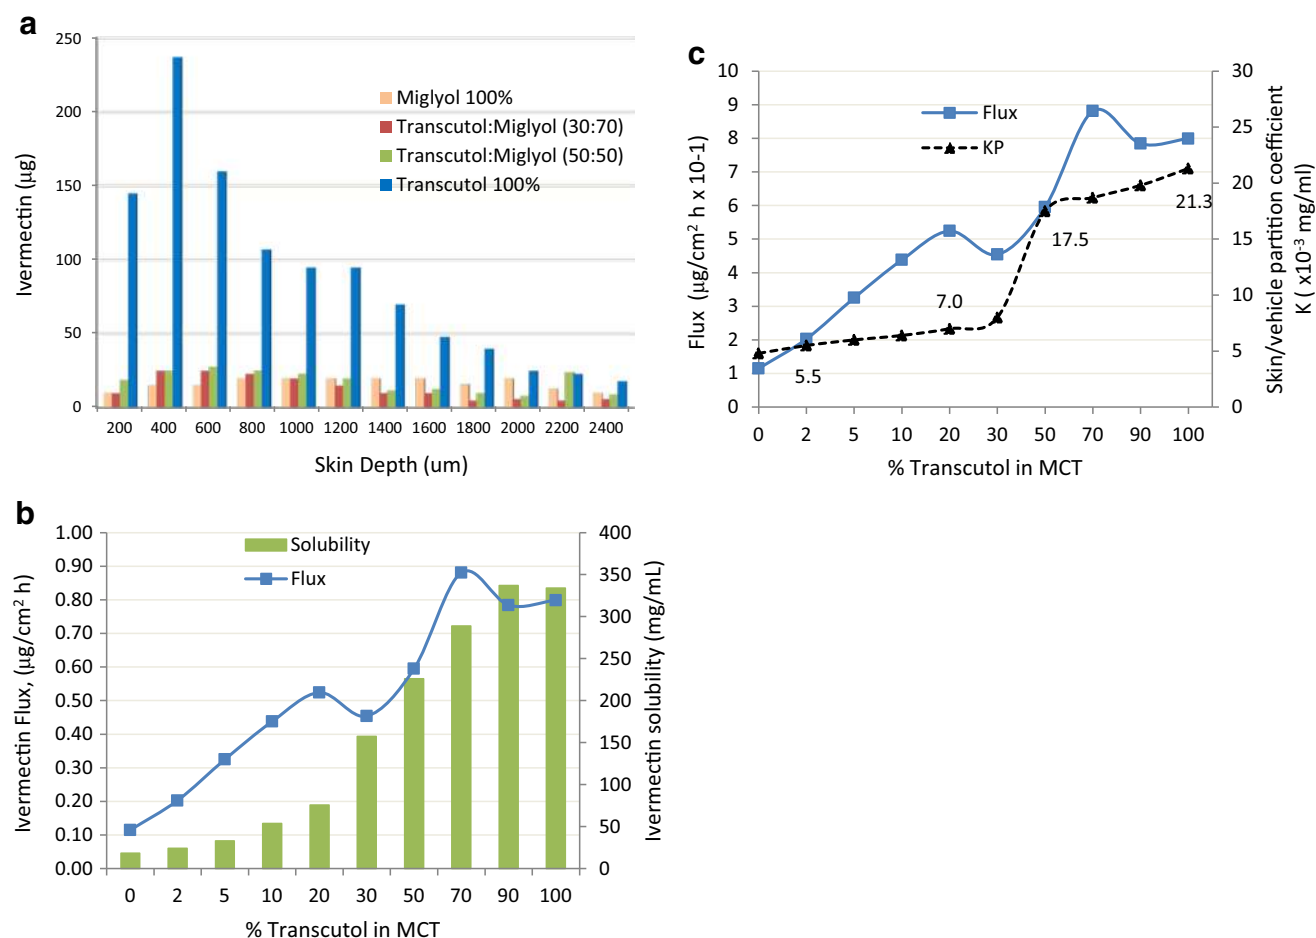 a
250
200
150
100
50
0
Ivermectin (µg)
Miglyol 100%
Transcutol:Miglyol (30:70)
Transcutol:Miglyol (50:50)
Transcutol 100%
200 400 600 800 1000 1200 1400 1600 1800 2000 2200 2400
Skin Depth (um)
b
1.00
0.90
0.80
0.70
0.60
0.50
0.40
0.30
0.20
0.10
0.00
Ivermectin Flux, (µg/cm² h)
Solubility
Flux
400
350
300
250
200
150
100
50
0
Ivermectin solubility (mg/mL)
0 2 5 10 20 30 50 70 90 100
% Transcutol in MCT
c
10
9
8
7
6
5
4
3
2
1
0
Flux (µg/cm² h x 10-1)
Flux
KP
5.5
7.0
17.5
21.3
30
25
20
15
10
5
0
Skin/vehicle partition coefficient
K ( x10⁻³ mg/ml)
0 2 5 10 20 30 50 70 90 100
% Transcutol in MCT